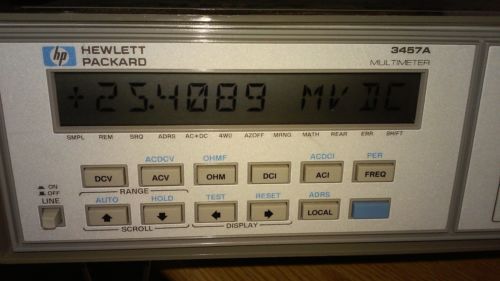 hp HEWLETT PACKARD 3457A
MULTIMETER
+25.4089 MV DC
SMPL REM SRQ ADRS AC+DC 4WΩ AZOFF MRNG MATH REAR ERR SHIFT
ACDCV OHMF ACDCI PER
DCV ACV OHM DCI ACI FREQ
ON
OFF
LINE
RANGE
AUTO HOLD TEST RESET ADRS
LOCAL
SCROLL DISPLAY